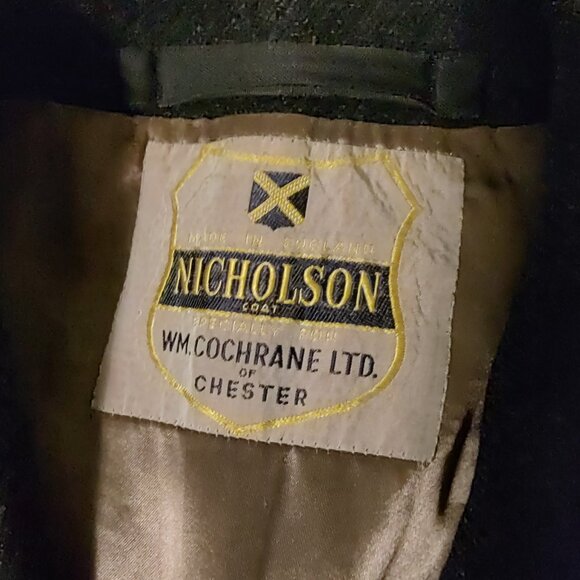 MADE IN ENGLAND
NICHOLSON
COAT
SPECIALLY FOR
WM. COCHRANE LTD.
OF
CHESTER